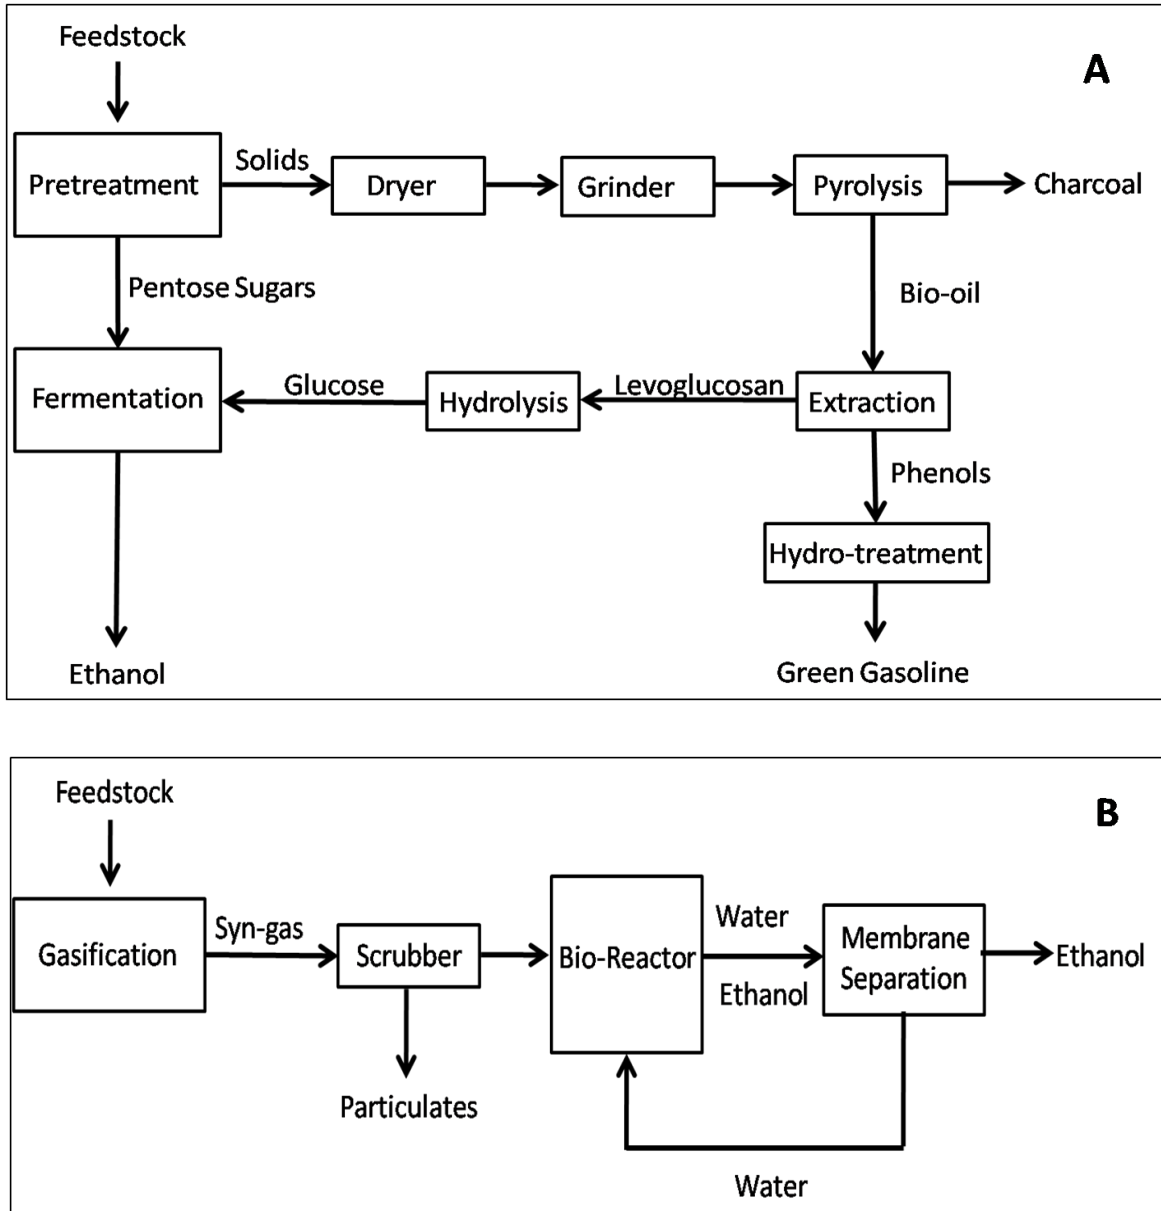 Feedstock
A
Pretreatment
Solids
Dryer
Grinder
Pyrolysis
Charcoal
Pentose Sugars
Bio-oil
Fermentation
Glucose
Hydrolysis
Levoglucosan
Extraction
Phenols
Hydro-treatment
Ethanol
Green Gasoline
Feedstock
B
Gasification
Syn-gas
Scrubber
Bio-Reactor
Water
Ethanol
Membrane
Separation
Ethanol
Particulates
Water